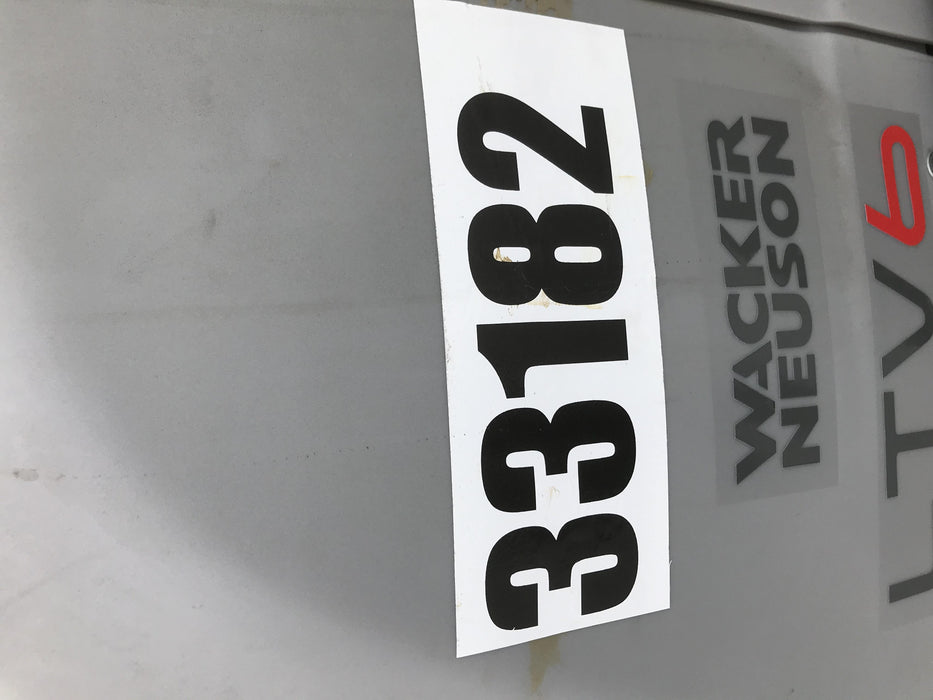 33182
WACKER
NEUSON
LTV6